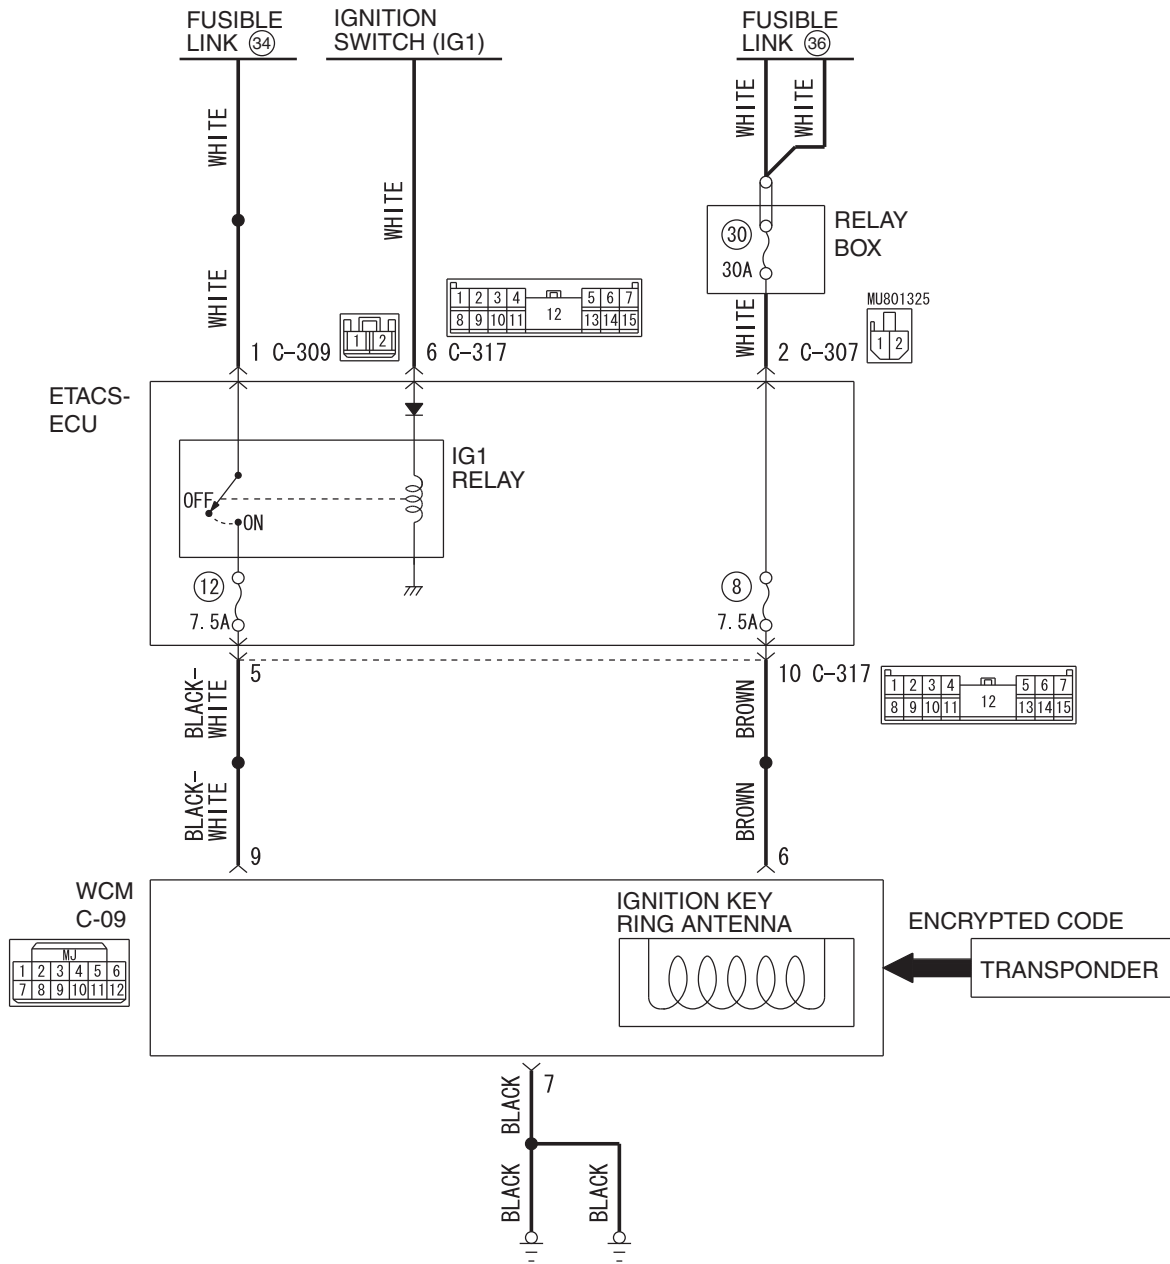 FUSIBLE
LINK 34
IGNITION
SWITCH (IG1)
FUSIBLE
LINK 36
WHITE
WHITE
WHITE
WHITE
WHITE
30
30A
RELAY
BOX
WHITE
MU801325
1 2
1 2 3 4 5 6 7
8 9 10 11 12 13 14 15
1 2
1 C-309
6 C-317
2 C-307
ETACS-
ECU
IG1
RELAY
OFF
ON
12
7.5A
8
7.5A
5
10 C-317
1 2 3 4 5 6 7
8 9 10 11 12 13 14 15
BLACK-
WHITE
BROWN
BLACK-
WHITE
BROWN
9
6
WCM
C-09
MJ
1 2 3 4 5 6
7 8 9 10 11 12
IGNITION KEY
RING ANTENNA
ENCRYPTED CODE
TRANSPONDER
7
BLACK
BLACK
BLACK